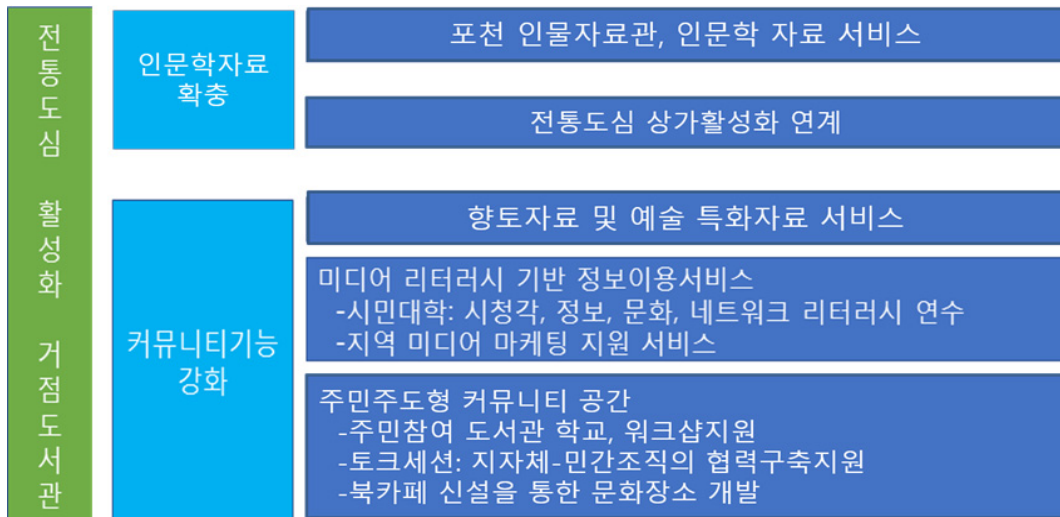 전통도심 활성화 거점도서관
인문학자료
확충
포천 인물자료관, 인문학 자료 서비스
전통도심 상가활성화 연계
커뮤니티기능
강화
향토자료 및 예술 특화자료 서비스
미디어 리터러시 기반 정보이용서비스
-시민대학: 시청각, 정보, 문화, 네트워크 리터러시 연수
-지역 미디어 마케팅 지원 서비스
주민주도형 커뮤니티 공간
-주민참여 도서관 학교, 워크샵지원
-토크세션: 지자체-민간조직의 협력구축지원
-북카페 신설을 통한 문화장소 개발